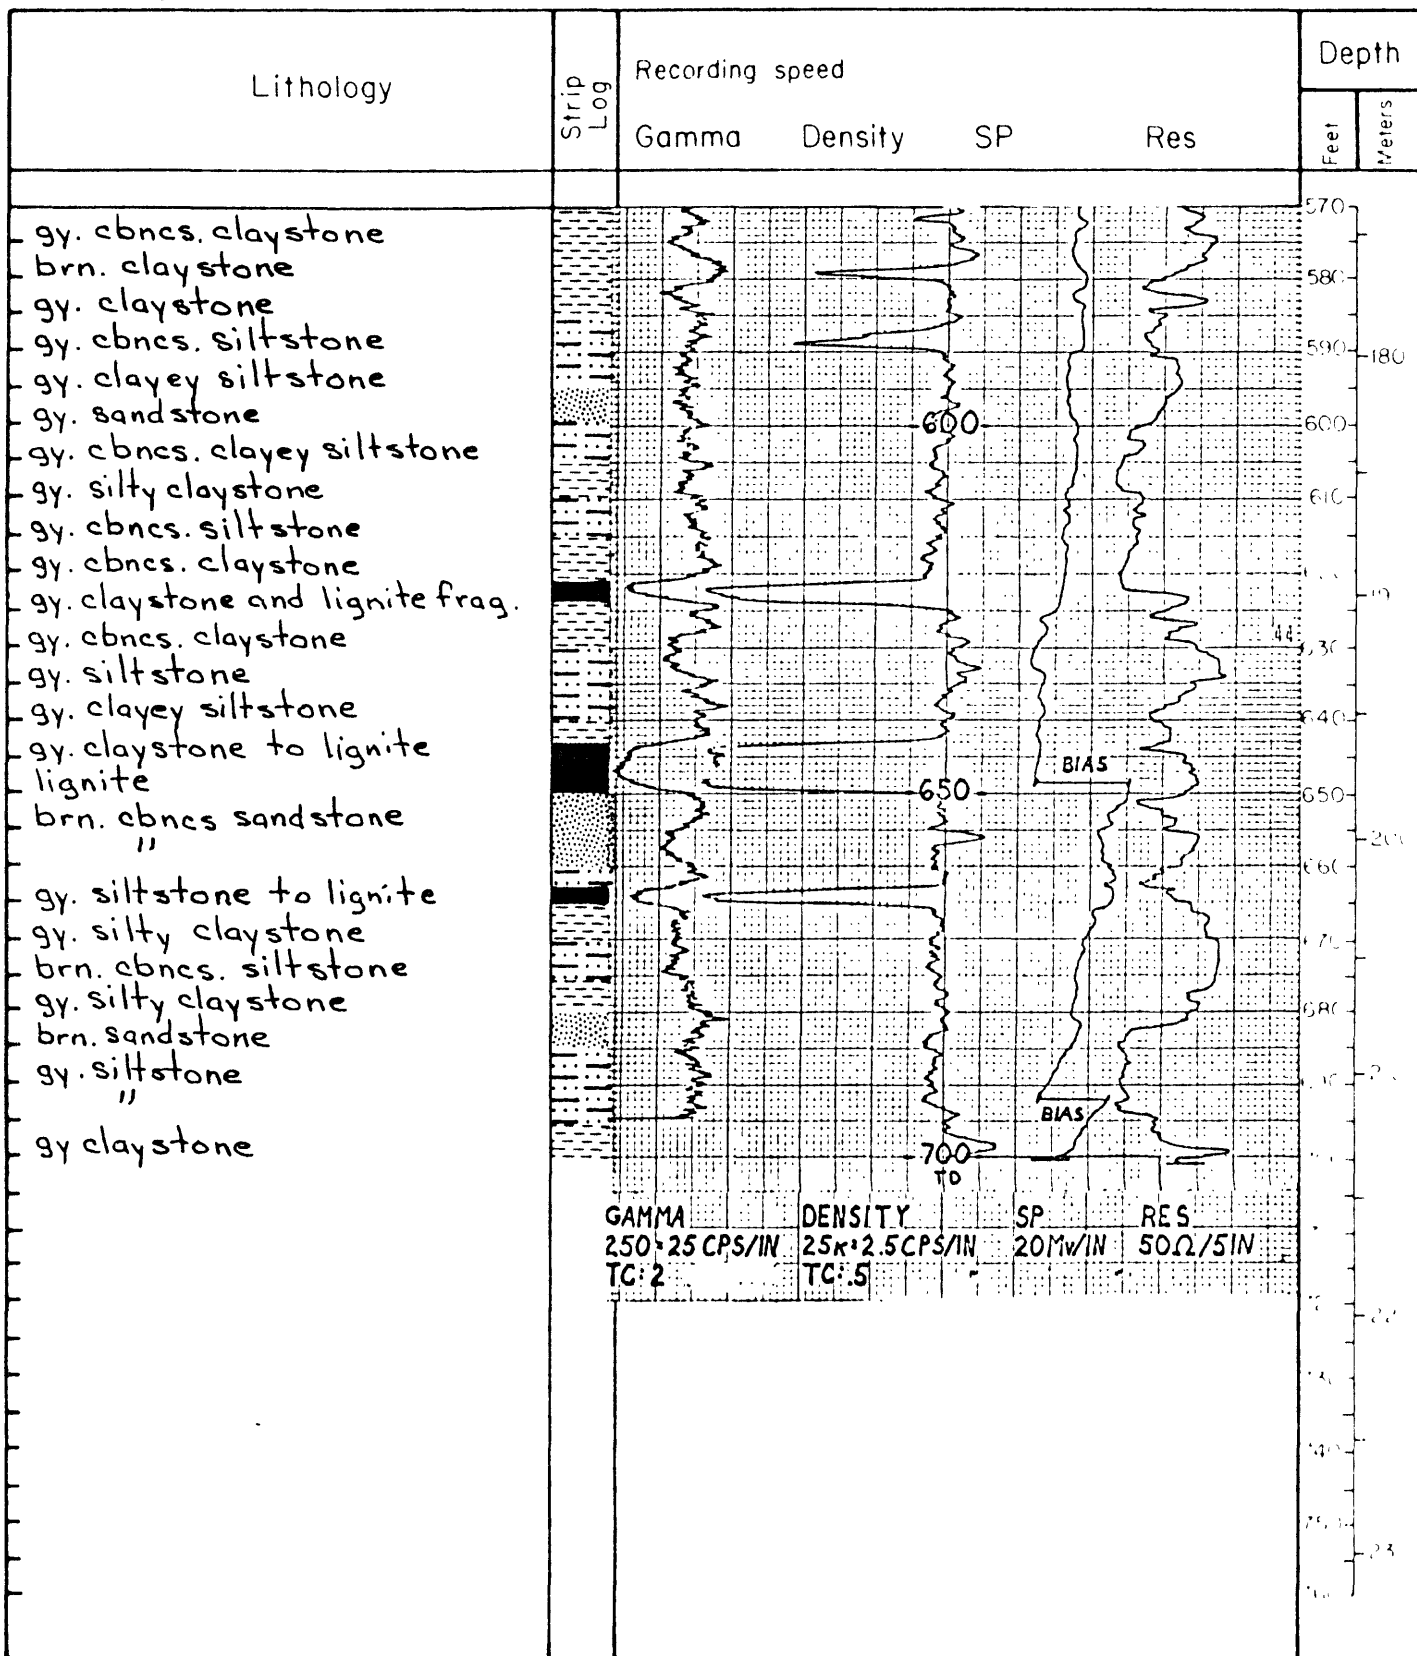 Lithology
Strip Log
Recording speed
Gamma Density SP Res
Depth
Feet
Meters
gy. cbncs. claystone
brn. claystone
gy. claystone
gy. cbncs. siltstone
gy. clayey siltstone
gy. sandstone
gy. cbncs. clayey siltstone
gy. silty claystone
gy. cbncs. siltstone
gy. cbncs. claystone
gy. claystone and lignite frag.
gy. cbncs. claystone
gy. siltstone
gy. clayey siltstone
gy. claystone to lignite
lignite
brn. cbncs sandstone
"
gy. siltstone to lignite
gy. silty claystone
brn. cbncs. siltstone
gy. silty claystone
brn. sandstone
gy. siltstone
"
gy claystone
600
BIAS
650
BIAS
700
TD
GAMMA DENSITY SP RES
250:25 CPS/IN 25K:2.5CPS/IN 20Mv/IN 50Ω/5IN
TC:2 TC:.5
44
570
580
590
180
600
610
640
650
660